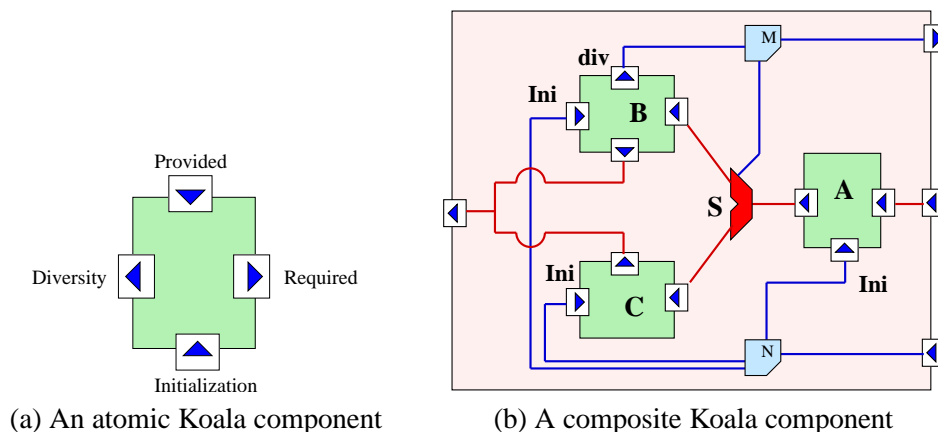 Provided
Diversity
Required
Initialization
(a) An atomic Koala component
M
div
Ini
B
S
A
Ini
C
Ini
N
(b) A composite Koala component